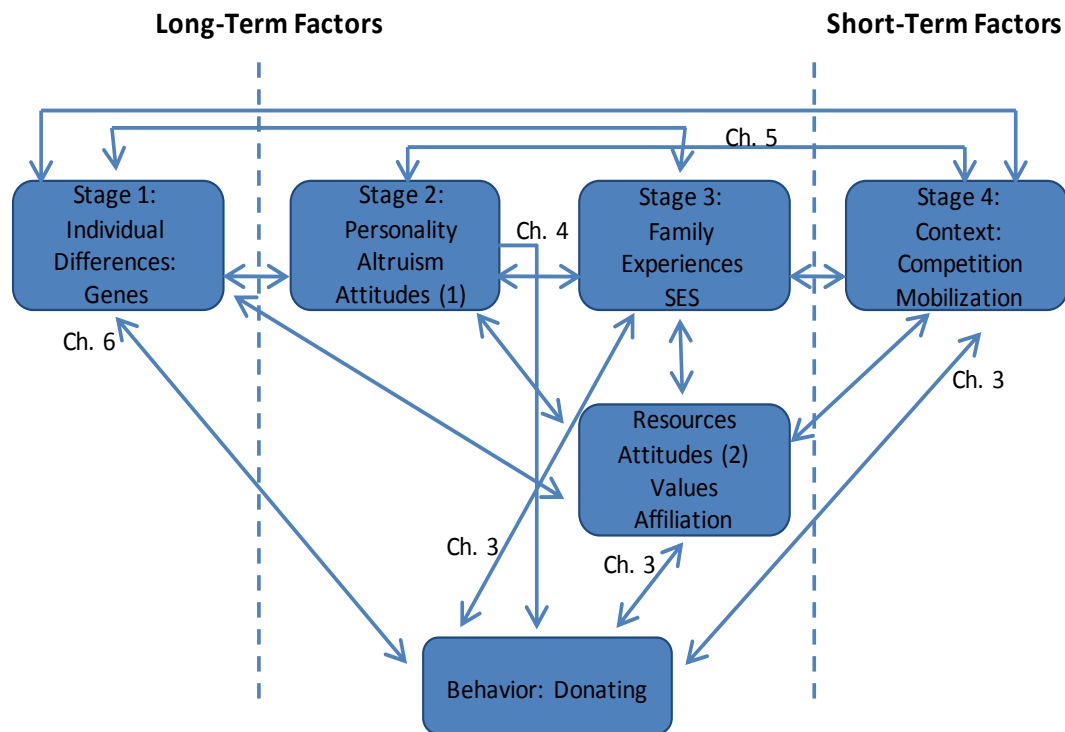 Long-Term Factors
Short-Term Factors
Ch. 5
Stage 1:
Individual
Differences:
Genes
Stage 2:
Personality
Altruism
Attitudes (1)
Ch. 4
Stage 3:
Family
Experiences
SES
Stage 4:
Context:
Competition
Mobilization
Ch. 6
Ch. 3
Resources
Attitudes (2)
Values
Affiliation
Ch. 3
Ch. 3
Behavior: Donating